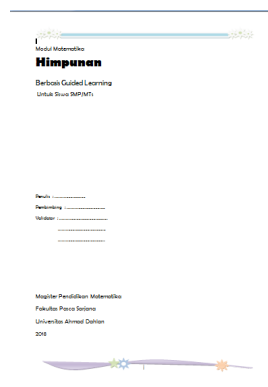 Modul Matematika
Himpunan
Berbasis Guided Learning
Untuk Siswa SMP/MTs
Penulis :..................
Pembimbing :......................
Validator :...........................
..........................
..........................
Magister Pendidikan Matematika
Fakultas Pasca Sarjana
Universitas Ahmad Dahlan
2018